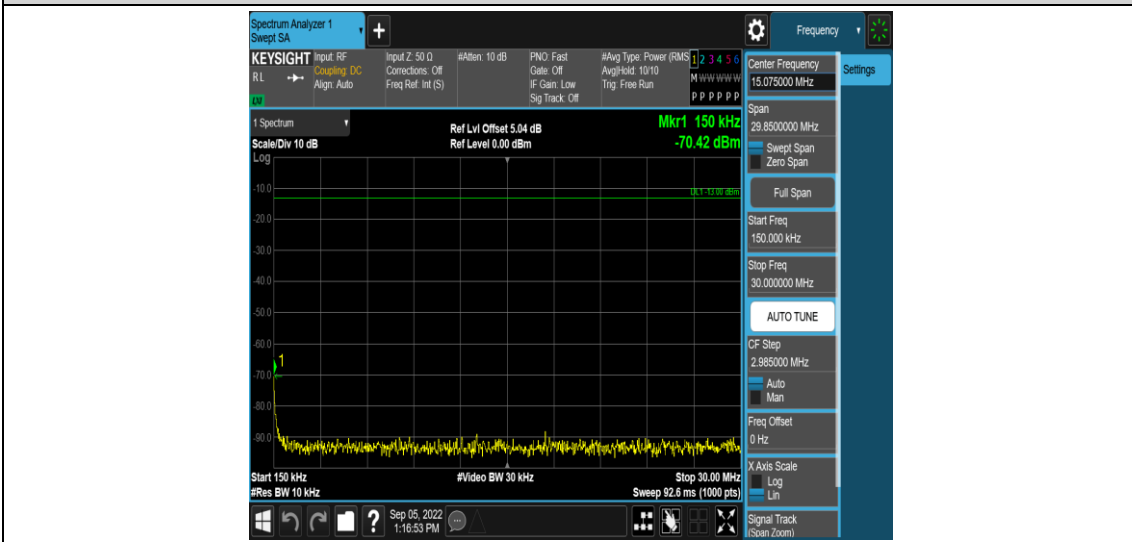 Spectrum Analyzer 1
Swept SA
+
Frequency
KEYSIGHT
RL
LXI
Input: RF
Coupling: DC
Align: Auto
Input Z: 50 Ω
Corrections: Off
Freq Ref: Int (S)
#Atten: 10 dB
PNO: Fast
Gate: Off
IF Gain: Low
Sig Track: Off
#Avg Type: Power (RMS
Avg|Hold: 10/10
Trig: Free Run
1 2 3 4 5 6
M W W W W W
P P P P P P
1 Spectrum
Scale/Div 10 dB
Log
Ref Lvl Offset 5.04 dB
Ref Level 0.00 dBm
Mkr1 150 kHz
-70.42 dBm
DL1 -13.00 dBm
-10.0
-20.0
-30.0
-40.0
-50.0
-60.0
1
-70.0
-80.0
-90.0
Start 150 kHz
#Res BW 10 kHz
#Video BW 30 kHz
Stop 30.00 MHz
Sweep 92.6 ms (1000 pts)
Center Frequency
15.075000 MHz
Settings
Span
29.8500000 MHz
Swept Span
Zero Span
Full Span
Start Freq
150.000 kHz
Stop Freq
30.000000 MHz
AUTO TUNE
CF Step
2.985000 MHz
Auto
Man
Freq Offset
0 Hz
X Axis Scale
Log
Lin
Signal Track
(Span Zoom)
?
Sep 05, 2022
1:16:53 PM